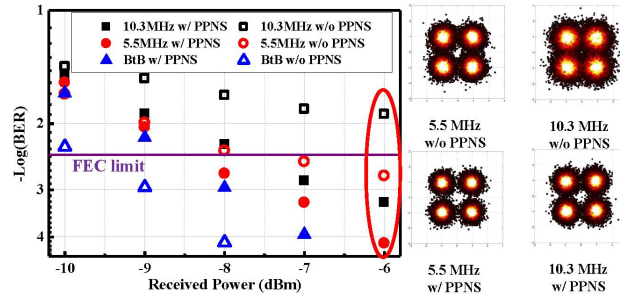 10.3MHz w/ PPNS
10.3MHz w/o PPNS
5.5MHz w/ PPNS
5.5MHz w/o PPNS
BtB w/ PPNS
BtB w/o PPNS
-Log(BER)
1
2
3
4
FEC limit
-10
-9
-8
-7
-6
Received Power (dBm)
5.5 MHz
w/o PPNS
10.3 MHz
w/o PPNS
5.5 MHz
w/ PPNS
10.3 MHz
w/ PPNS